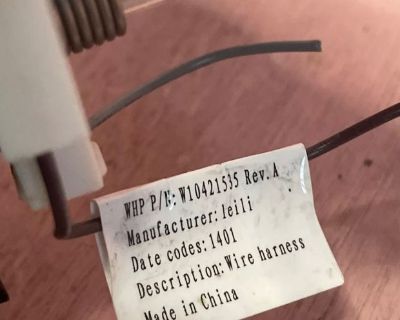 WHP P/N: W10421535 Rev. A
Manufacturer: leili
Date codes: 1401
Description: Wire harness
Made in China